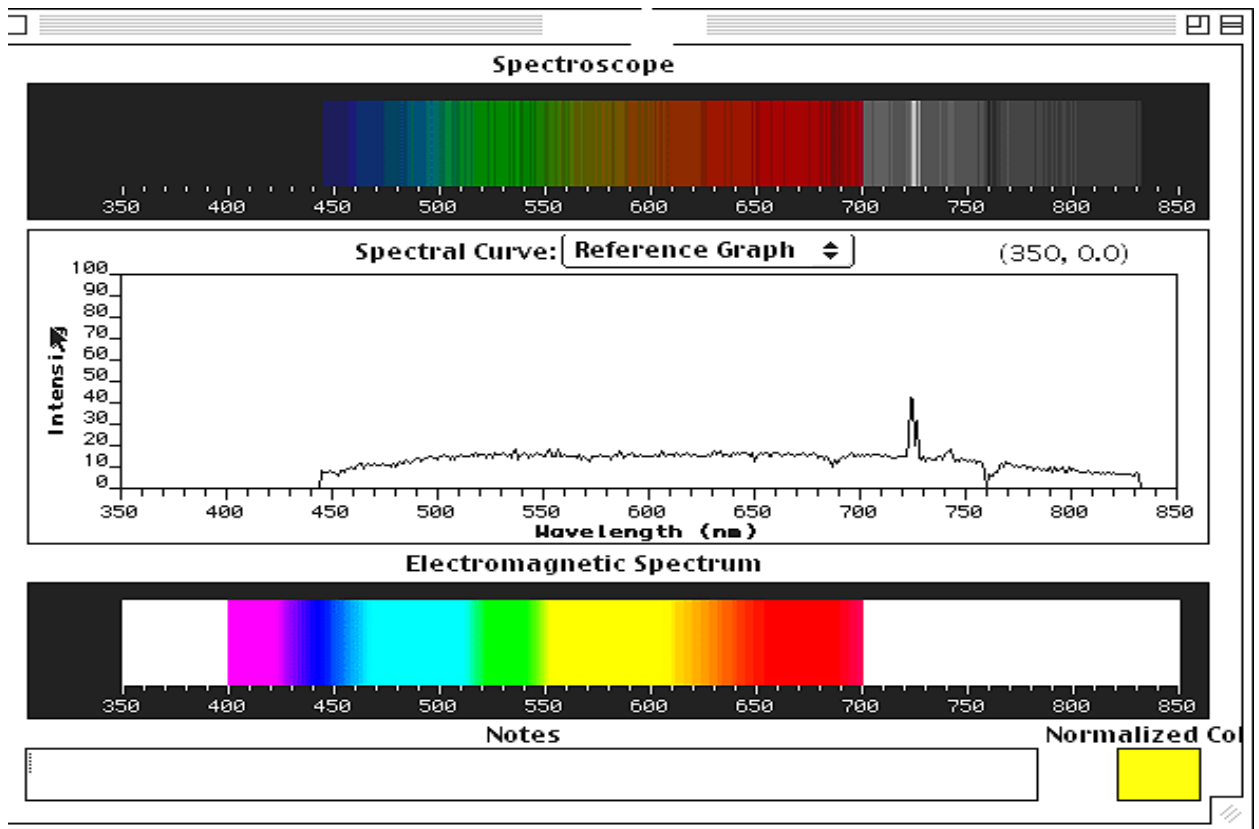 Spectroscope
350 400 450 500 550 600 650 700 750 800 850
Spectral Curve: Reference Graph (350, 0.0)
100
90
80
70
60
50
40
30
20
10
0
350 400 450 500 550 600 650 700 750 800 850
Wavelength (nm)
Electromagnetic Spectrum
350 400 450 500 550 600 650 700 750 800 850
Notes Normalized Col